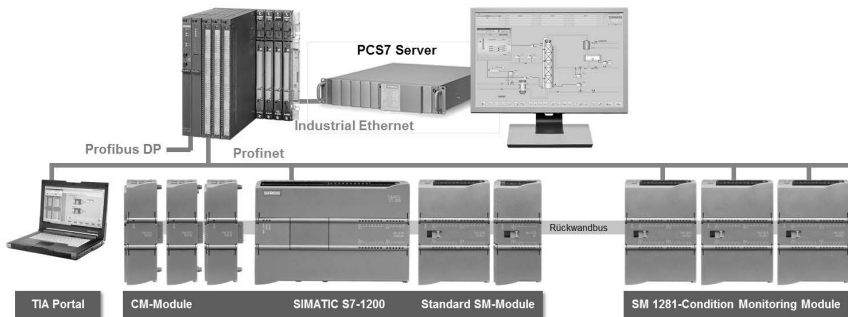 PCS7 Server
Industrial Ethernet
Profibus DP
Profinet
Rückwandbus
TIA Portal
CM-Module
SIMATIC S7-1200
Standard SM-Module
SM 1281-Condition Monitoring Module